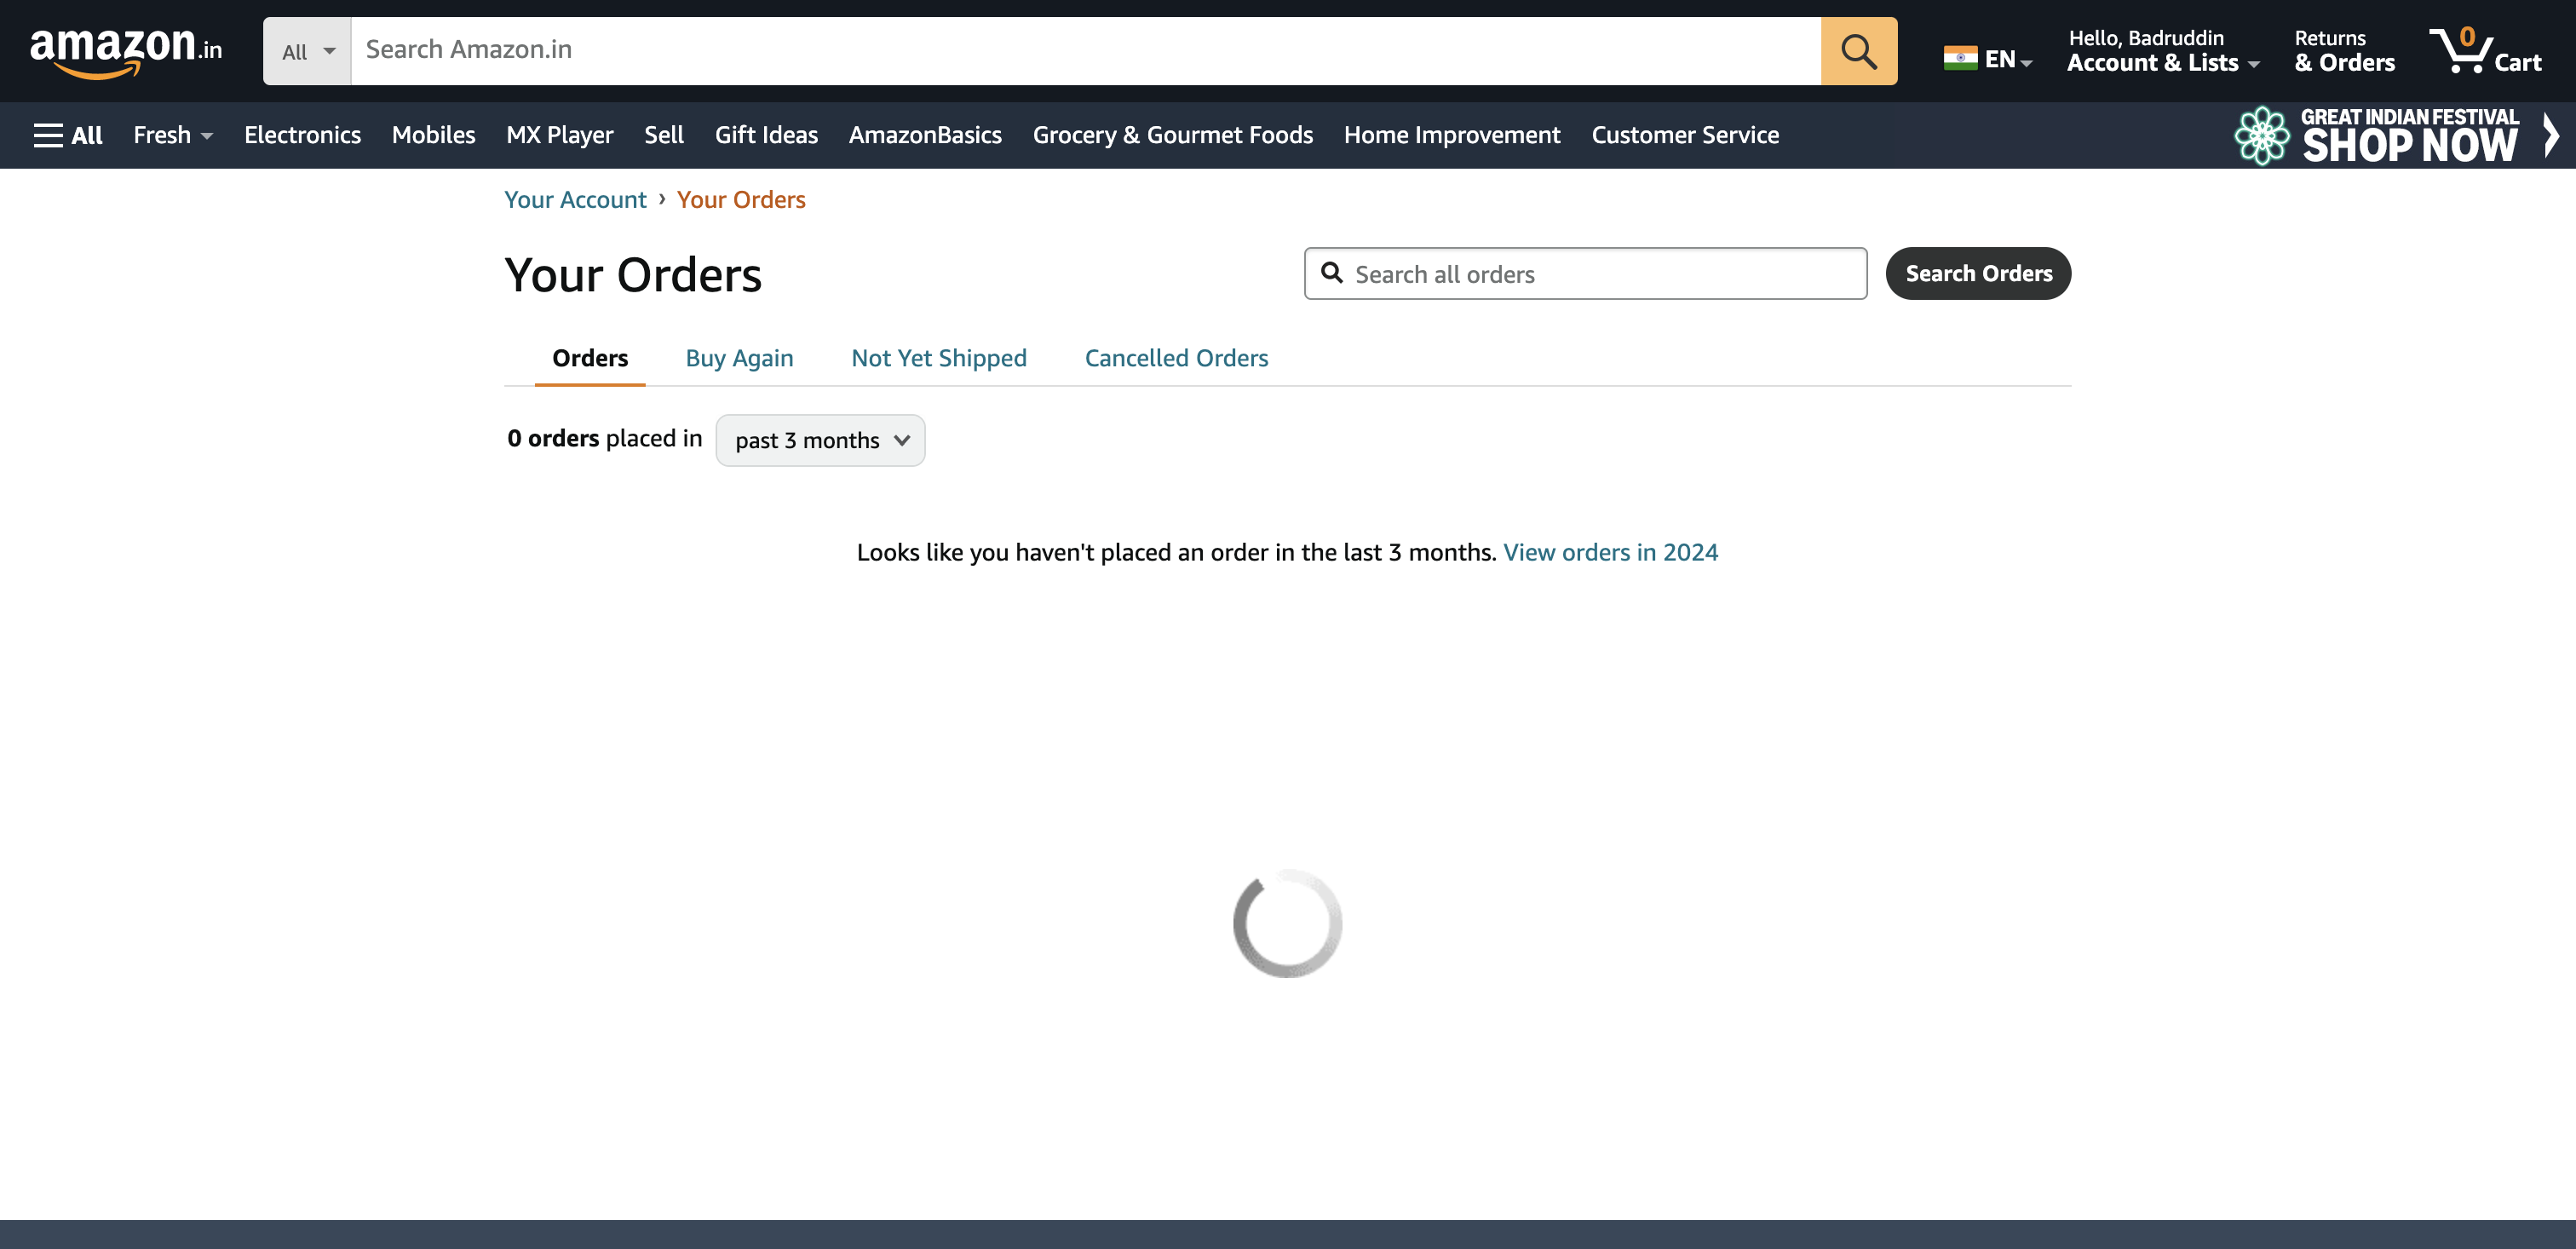 amazon.in
All
Search Amazon.in
EN
Hello, Badruddin
Account & Lists
Returns
& Orders
0
Cart
All Fresh Electronics Mobiles MX Player Sell Gift Ideas AmazonBasics Grocery & Gourmet Foods Home Improvement Customer Service
GREAT INDIAN FESTIVAL
SHOP NOW
Your Account › Your Orders
Your Orders
Search all orders
Search Orders
Orders Buy Again Not Yet Shipped Cancelled Orders
0 orders placed in past 3 months
Looks like you haven't placed an order in the last 3 months. View orders in 2024